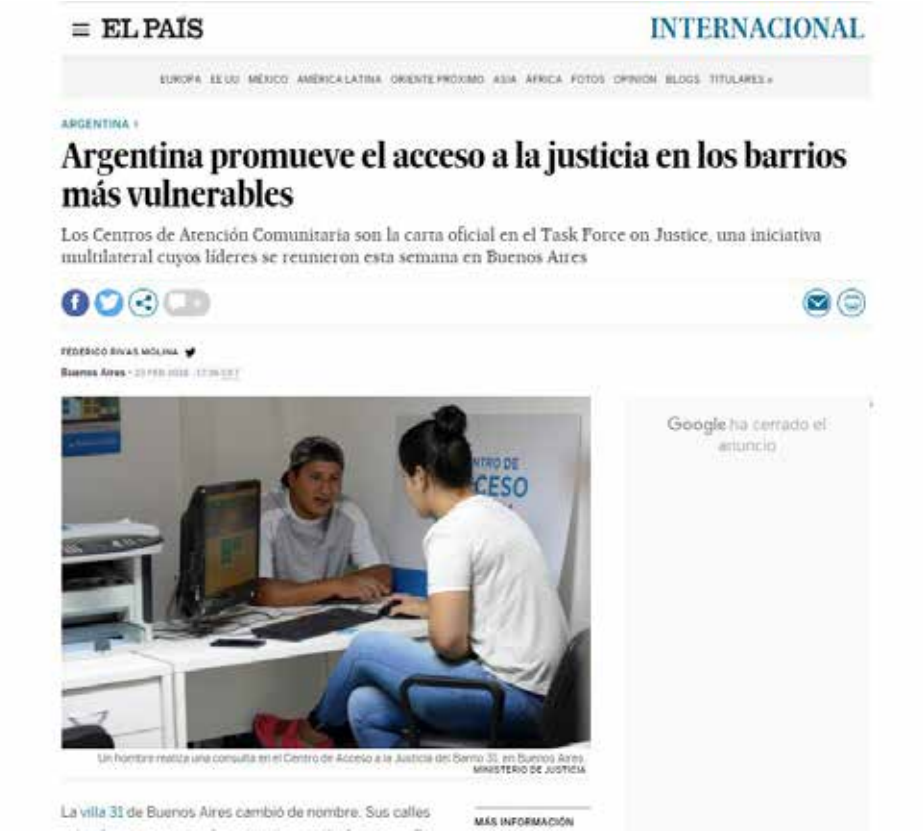 EL PAÍS
INTERNACIONAL
EUROPA EE UU MÉXICO AMÉRICA LATINA ORIENTE PRÓXIMO ASIA ÁFRICA FOTOS OPINIÓN BLOGS TITULARES »
ARGENTINA ›
Argentina promueve el acceso a la justicia en los barrios
más vulnerables
Los Centros de Atención Comunitaria son la carta oficial en el Task Force on Justice, una iniciativa
multilateral cuyos líderes se reunieron esta semana en Buenos Aires
FEDERICO RIVAS MOLINA
Buenos Aires
NTRO DE
CESO
Google ha cerrado el
anuncio
Un hombre realiza una consulta en el Centro de Acceso a la Justicia del Barrio 31, en Buenos Aires.
MINISTERIO DE JUSTICIA
La villa 31 de Buenos Aires cambió de nombre. Sus calles
MÁS INFORMACIÓN